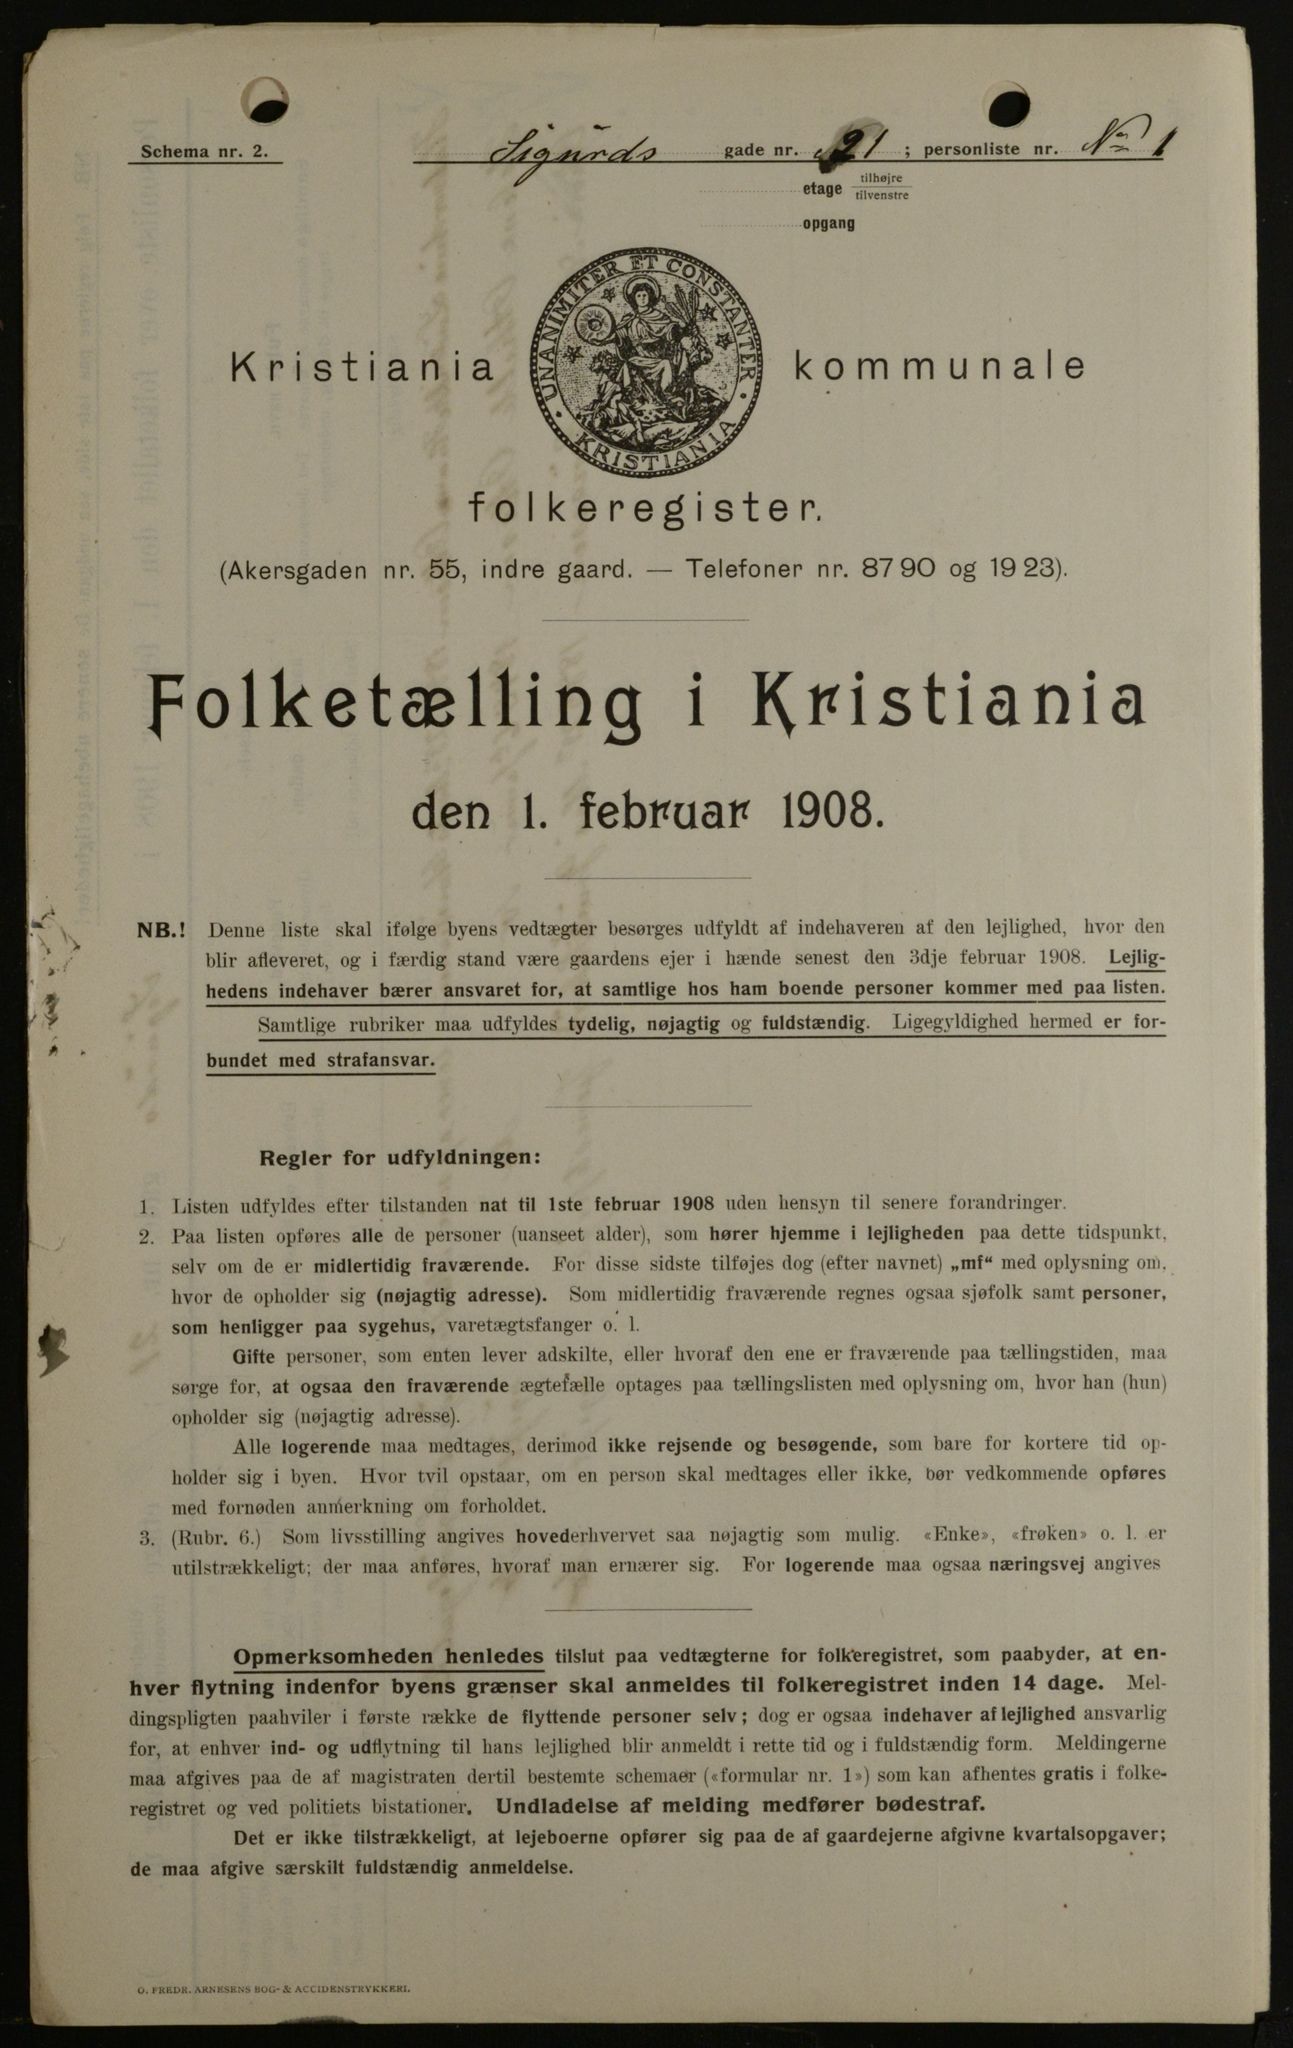 Schema nr. 2.
Sigurds gade nr. 21 ; personliste nr. No 1
etage tilhøjre
tilvenstre
opgang
UNANIMITER ET CONSTANTER
KRISTIANIA
Kristiania kommunale
folkeregister.
(Akersgaden nr. 55, indre gaard. — Telefoner nr. 87 90 og 19 23).
Folketælling i Kristiania
den 1. februar 1908.
NB.! Denne liste skal ifølge byens vedtægter besørges udfyldt af indehaveren af den lejlighed, hvor den
blir afleveret, og i færdig stand være gaardens ejer i hænde senest den 3dje februar 1908. Lejlig-
hedens indehaver bærer ansvaret for, at samtlige hos ham boende personer kommer med paa listen.
Samtlige rubriker maa udfyldes tydelig, nøjagtig og fuldstændig. Ligegyldighed hermed er for-
bundet med strafansvar.
Regler for udfyldningen:
1. Listen udfyldes efter tilstanden nat til 1ste februar 1908 uden hensyn til senere forandringer.
2. Paa listen opføres alle de personer (uanseet alder), som hører hjemme i lejligheden paa dette tidspunkt,
selv om de er midlertidig fraværende. For disse sidste tilføjes dog (efter navnet) „mf“ med oplysning om,
hvor de opholder sig (nøjagtig adresse). Som midlertidig fraværende regnes ogsaa sjøfolk samt personer,
som henligger paa sygehus, varetægtsfanger o. l.
Gifte personer, som enten lever adskilte, eller hvoraf den ene er fraværende paa tællingstiden, maa
sørge for, at ogsaa den fraværende ægtefælle optages paa tællingslisten med oplysning om, hvor han (hun)
opholder sig (nøjagtig adresse).
Alle logerende maa medtages, derimod ikke rejsende og besøgende, som bare for kortere tid op-
holder sig i byen. Hvor tvil opstaar, om en person skal medtages eller ikke, bør vedkommende opføres
med fornøden anmerkning om forholdet.
3. (Rubr. 6.) Som livsstilling angives hovederhvervet saa nøjagtig som mulig. «Enke», «frøken» o. l. er
utilstrækkeligt; der maa anføres, hvoraf man ernærer sig. For logerende maa ogsaa næringsvej angives
Opmerksomheden henledes tilslut paa vedtægterne for folkeregistret, som paabyder, at en-
hver flytning indenfor byens grænser skal anmeldes til folkeregistret inden 14 dage. Mel-
dingspligten paahviler i første række de flyttende personer selv; dog er ogsaa indehaver af lejlighed ansvarlig
for, at enhver ind- og udflytning til hans lejlighed blir anmeldt i rette tid og i fuldstændig form. Meldingerne
maa afgives paa de af magistraten dertil bestemte schemaer («formular nr. 1») som kan afhentes gratis i folke-
registret og ved politiets bistationer. Undladelse af melding medfører bødestraf.
Det er ikke tilstrækkeligt, at lejeboerne opfører sig paa de af gaardejerne afgivne kvartalsopgaver;
de maa afgive særskilt fuldstændig anmeldelse.
O. FREDR. ARNESENS BOG- & ACCIDENSTRYKKERI.